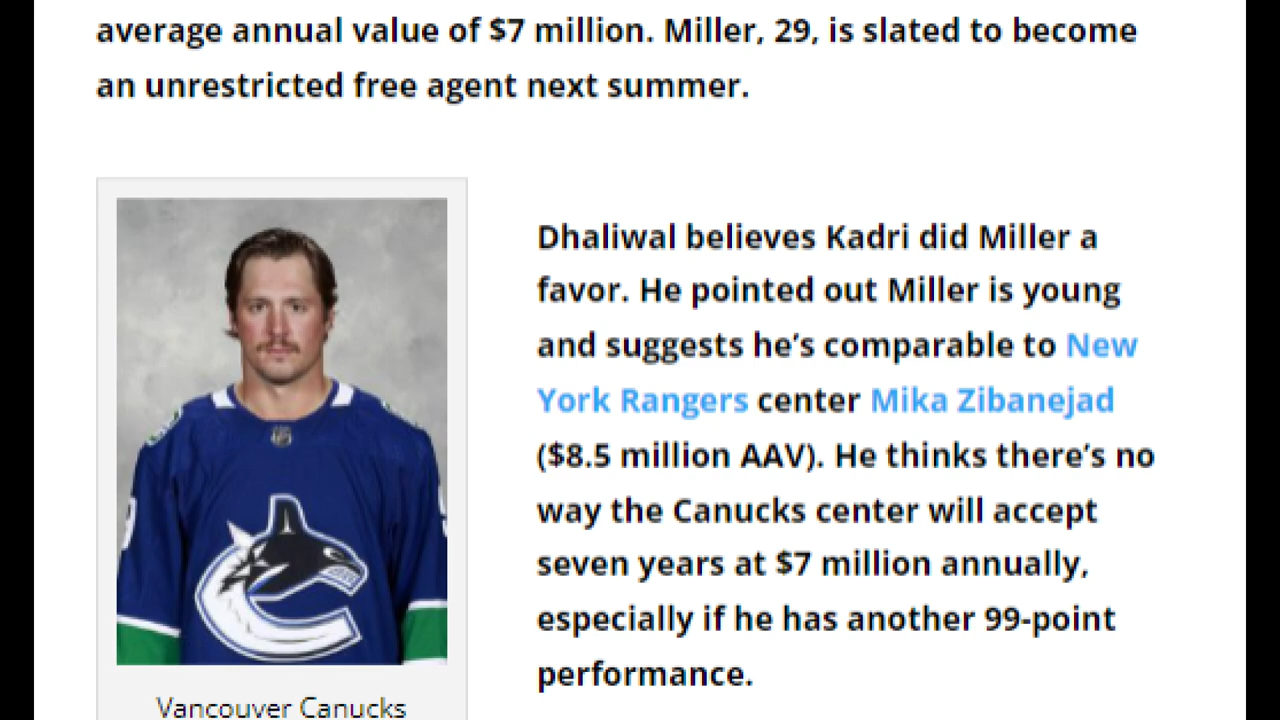 average annual value of $7 million. Miller, 29, is slated to become
an unrestricted free agent next summer.
Dhaliwal believes Kadri did Miller a
favor. He pointed out Miller is young
and suggests he’s comparable to New
York Rangers center Mika Zibanejad
($8.5 million AAV). He thinks there’s no
way the Canucks center will accept
seven years at $7 million annually,
especially if he has another 99-point
performance.
Vancouver Canucks